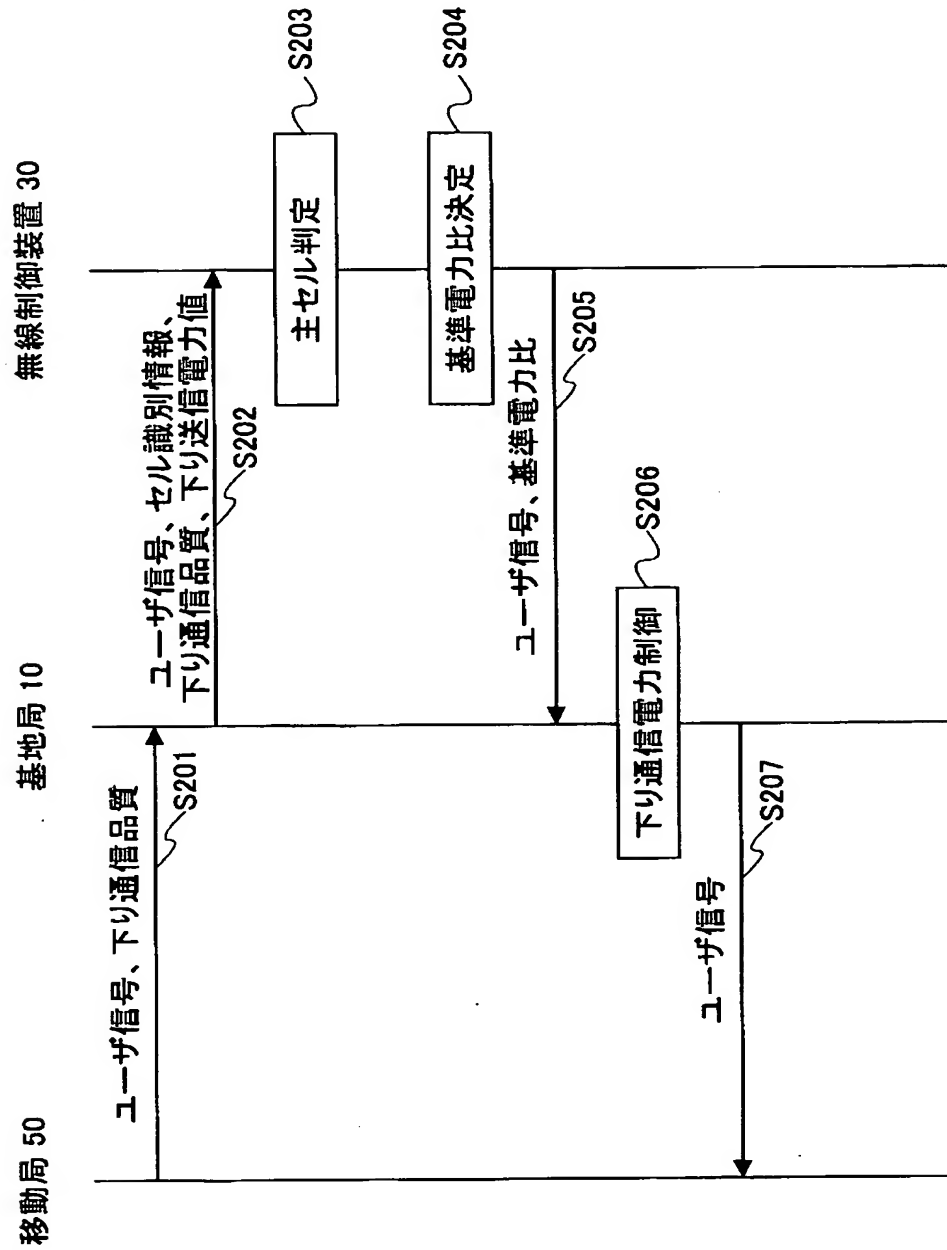 移動局 50
基地局 10
無線制御装置 30
ユーザ信号、下り通信品質
S201
ユーザ信号、セル識別情報、
下り通信品質、下り送信電力値
S202
主セル判定
S203
基準電力比決定
S204
ユーザ信号、基準電力比
S205
下り通信電力制御
S206
ユーザ信号
S207